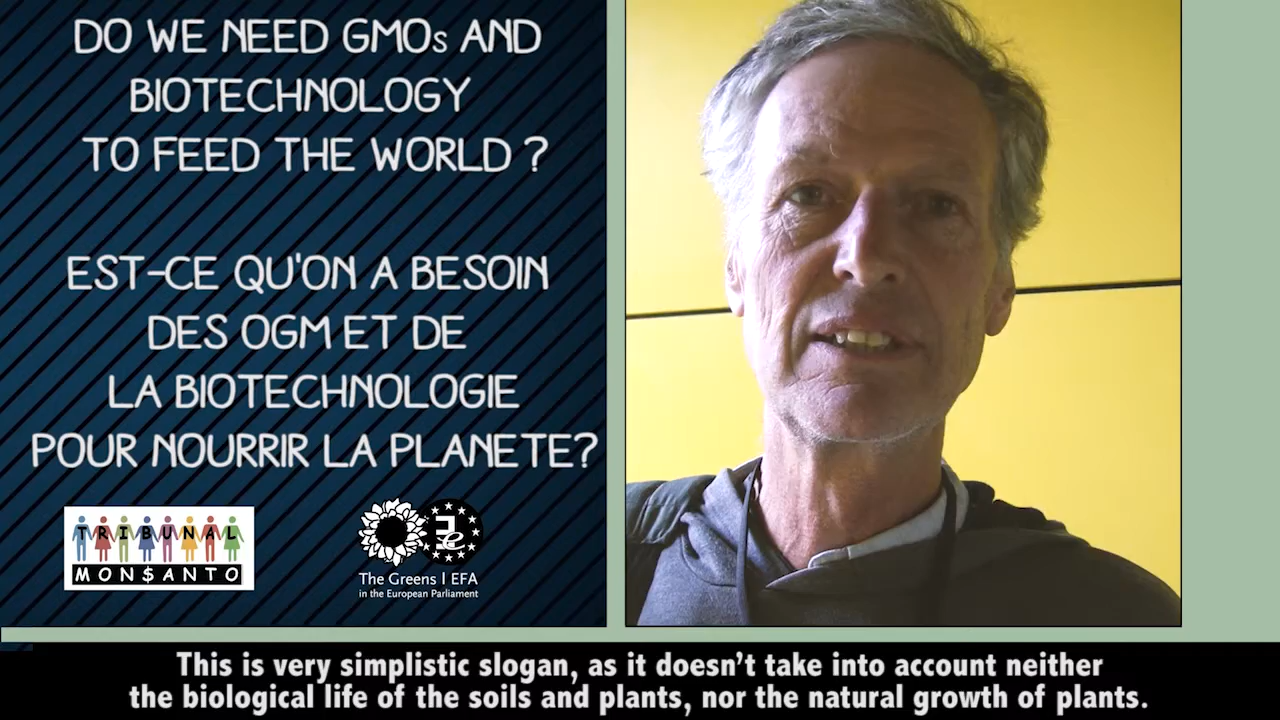 DO WE NEED GMOs AND
BIOTECHNOLOGY
TO FEED THE WORLD ?
EST-CE QU'ON A BESOIN
DES OGM ET DE
LA BIOTECHNOLOGIE
POUR NOURRIR LA PLANETE?
TRIBUNAL
MON$ANTO
The Greens | EFA
in the European Parliament
This is very simplistic slogan, as it doesn't take into account neither
the biological life of the soils and plants, nor the natural growth of plants.